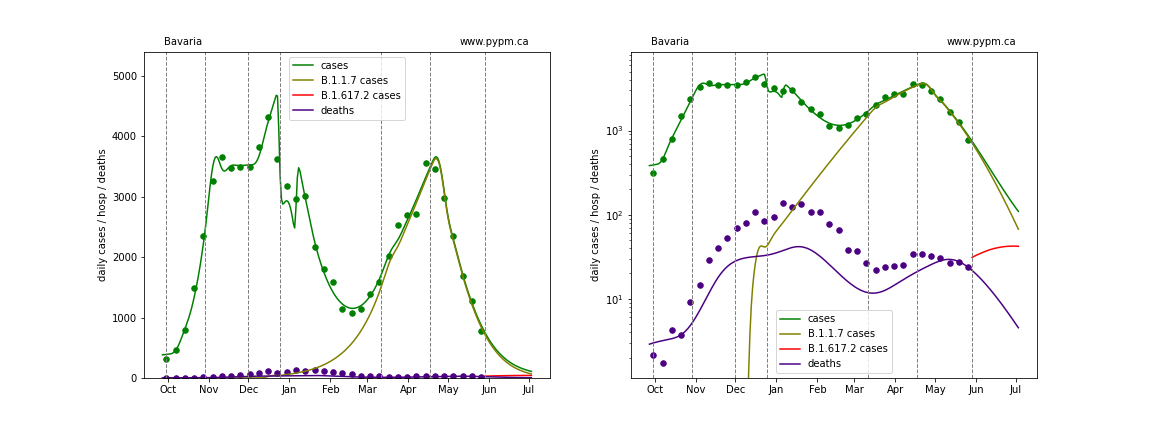 Bavaria
www.pypm.ca
daily cases / hosp / deaths
5000
4000
3000
2000
1000
0
cases
B.1.1.7 cases
B.1.617.2 cases
deaths
Oct Nov Dec Jan Feb Mar Apr May Jun Jul
Bavaria
www.pypm.ca
daily cases / hosp / deaths
10³
10²
10¹
cases
B.1.1.7 cases
B.1.617.2 cases
deaths
Oct Nov Dec Jan Feb Mar Apr May Jun Jul